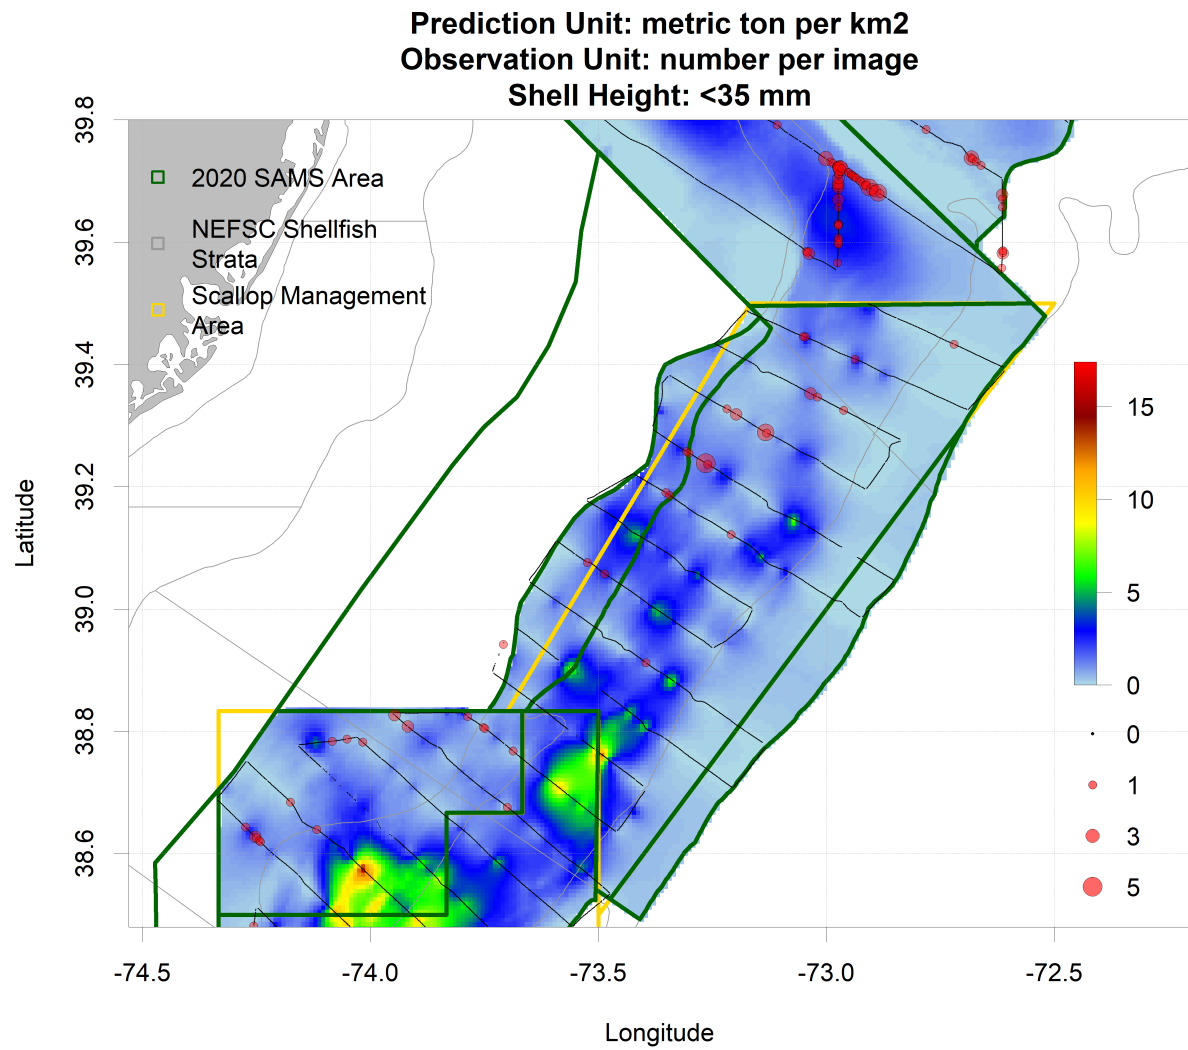 Prediction Unit: metric ton per km2
Observation Unit: number per image
Shell Height: <35 mm
39.8
39.6
39.4
39.2
39.0
38.8
38.6
Latitude
2020 SAMS Area
NEFSC Shellfish
Strata
Scallop Management
Area
15
10
5
0
0
1
3
5
-74.5
-74.0
-73.5
-73.0
-72.5
Longitude